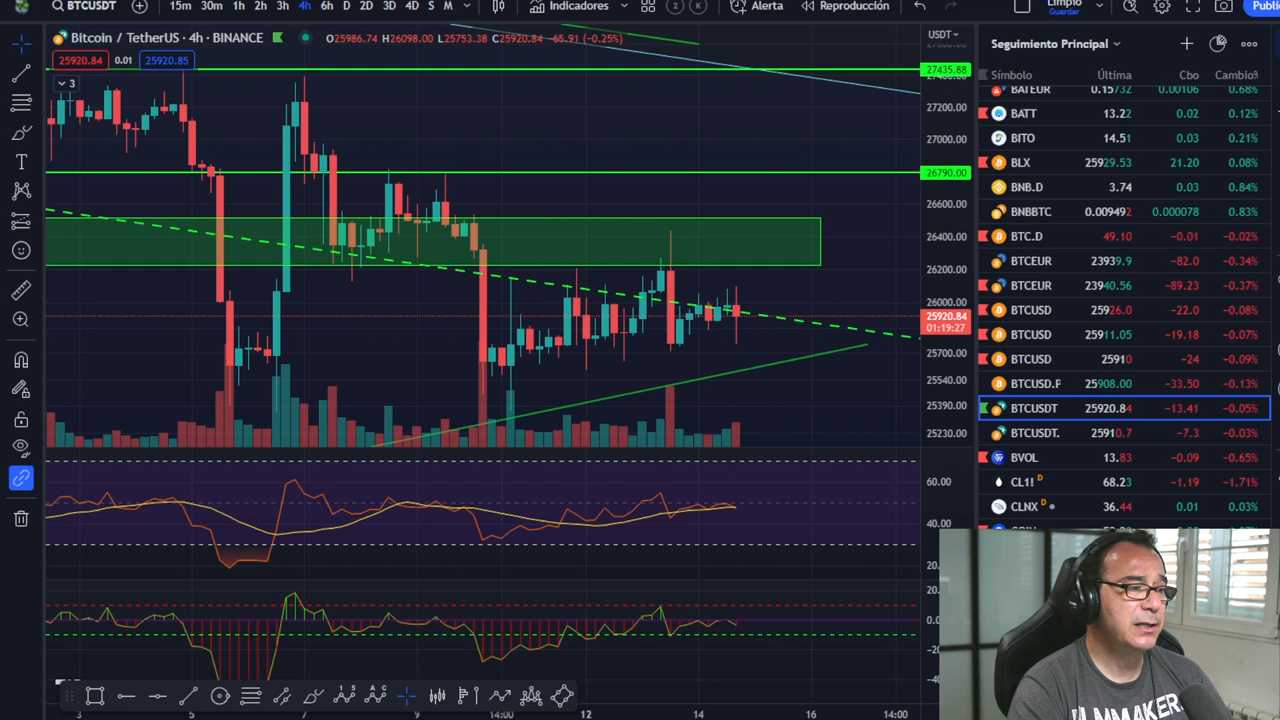 BTCUSDT
15m 30m 1h 2h 3h 4h 6h D 2D 3D 4D S M
Indicadores
2
K
Alerta
Reproducción
Limpio
Guardar
Publi
Bitcoin / TetherUS · 4h · BINANCE
O25986.74 H26098.00 L25753.38 C25920.84 -65.91 (-0.25%)
USDT
25920.84
0.01
25920.85
3
27435.88
27200.00
27000.00
26790.00
26600.00
26400.00
26200.00
26000.00
25920.84
01:19:27
25700.00
25540.00
25390.00
25230.00
60.00
40.00
3
5
7
9
14:00
12
14
16
14:00
Seguimiento Principal
Símbolo Última Cbo Cambio%
BATEUR 0.15732 0.00106 0.68%
BATT 13.22 0.02 0.12%
BITO 14.51 0.03 0.21%
BLX 25929.53 21.20 0.08%
BNB.D 3.74 0.03 0.84%
BNBBTC 0.009492 0.000078 0.83%
BTC.D 49.10 -0.01 -0.02%
BTCEUR 23939.9 -82.0 -0.34%
BTCEUR 23940.56 -89.23 -0.37%
BTCUSD 25926.0 -22.0 -0.08%
BTCUSD 25911.05 -19.18 -0.07%
BTCUSD 25910 -24 -0.09%
BTCUSD.P 25908.00 -33.50 -0.13%
BTCUSDT 25920.84 -13.41 -0.05%
BTCUSDT. 25910.7 -7.3 -0.03%
BVOL 13.83 -0.09 -0.65%
CL1! D 68.23 -1.19 -1.71%
CLNX D 36.44 0.01 0.03%